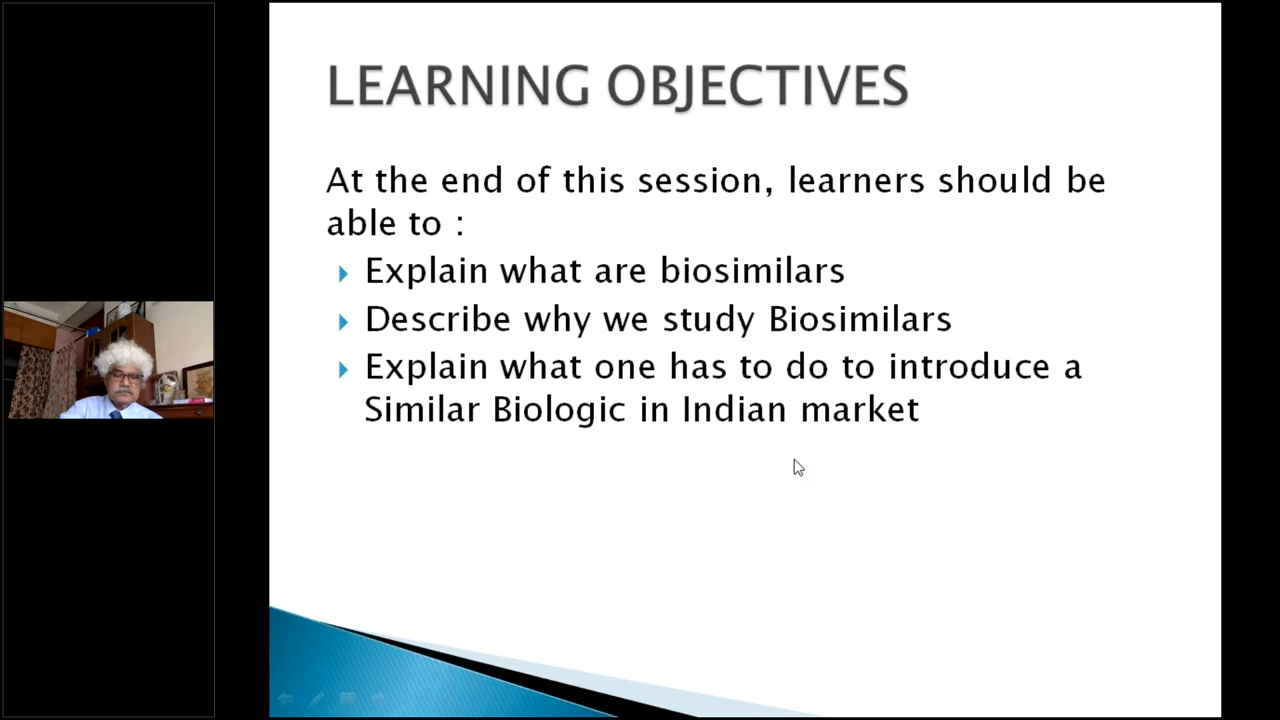 LEARNING OBJECTIVES
At the end of this session, learners should be
able to :
Explain what are biosimilars
Describe why we study Biosimilars
Explain what one has to do to introduce a
Similar Biologic in Indian market